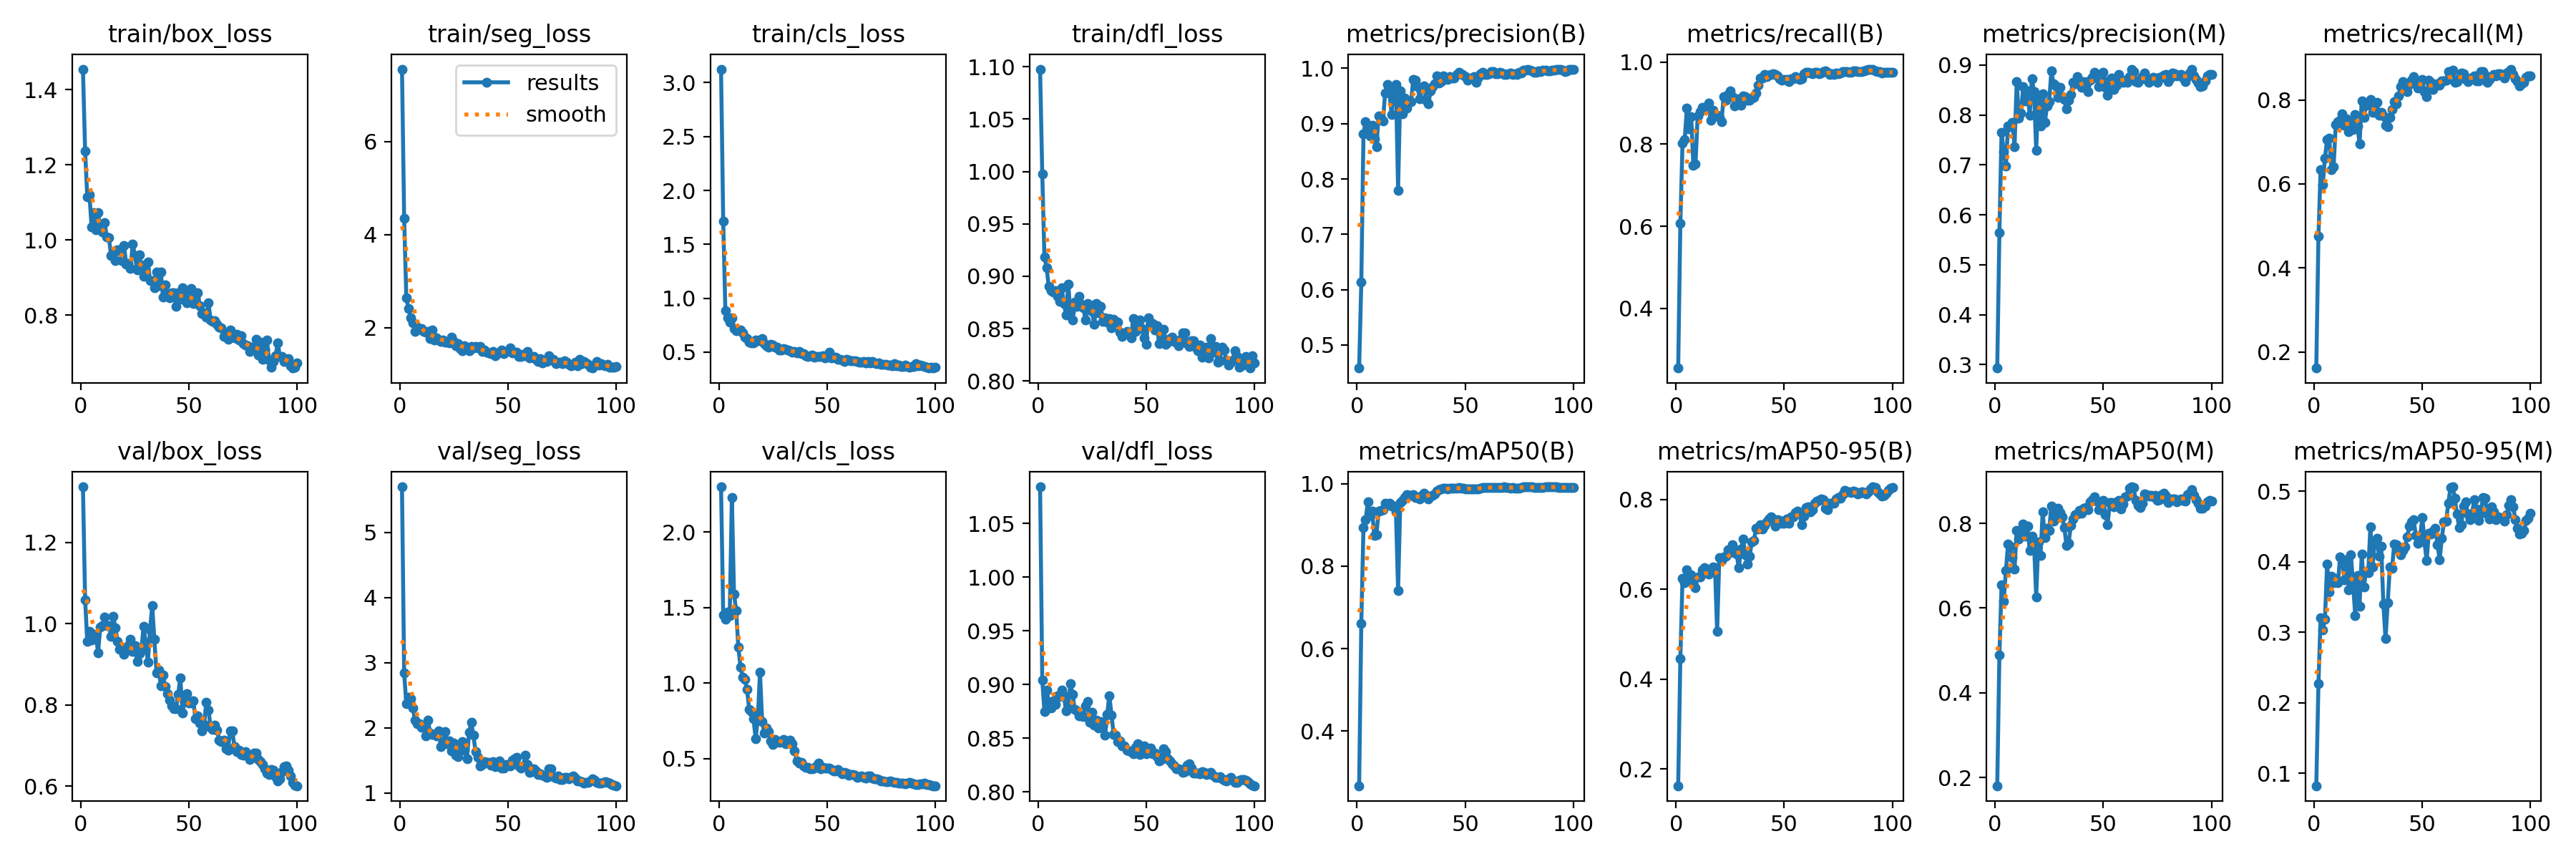 train/box_loss
1.4
1.2
1.0
0.8
0 50 100
train/seg_loss
results
smooth
6
4
2
0 50 100
train/cls_loss
3.0
2.5
2.0
1.5
1.0
0.5
0 50 100
train/dfl_loss
1.10
1.05
1.00
0.95
0.90
0.85
0.80
0 50 100
metrics/precision(B)
1.0
0.9
0.8
0.7
0.6
0.5
0 50 100
metrics/recall(B)
1.0
0.8
0.6
0.4
0 50 100
metrics/precision(M)
0.9
0.8
0.7
0.6
0.5
0.4
0.3
0 50 100
metrics/recall(M)
0.8
0.6
0.4
0.2
0 50 100
val/box_loss
1.2
1.0
0.8
0.6
0 50 100
val/seg_loss
5
4
3
2
1
0 50 100
val/cls_loss
2.0
1.5
1.0
0.5
0 50 100
val/dfl_loss
1.05
1.00
0.95
0.90
0.85
0.80
0 50 100
metrics/mAP50(B)
1.0
0.8
0.6
0.4
0 50 100
metrics/mAP50-95(B)
0.8
0.6
0.4
0.2
0 50 100
metrics/mAP50(M)
0.8
0.6
0.4
0.2
0 50 100
metrics/mAP50-95(M)
0.5
0.4
0.3
0.2
0.1
0 50 100